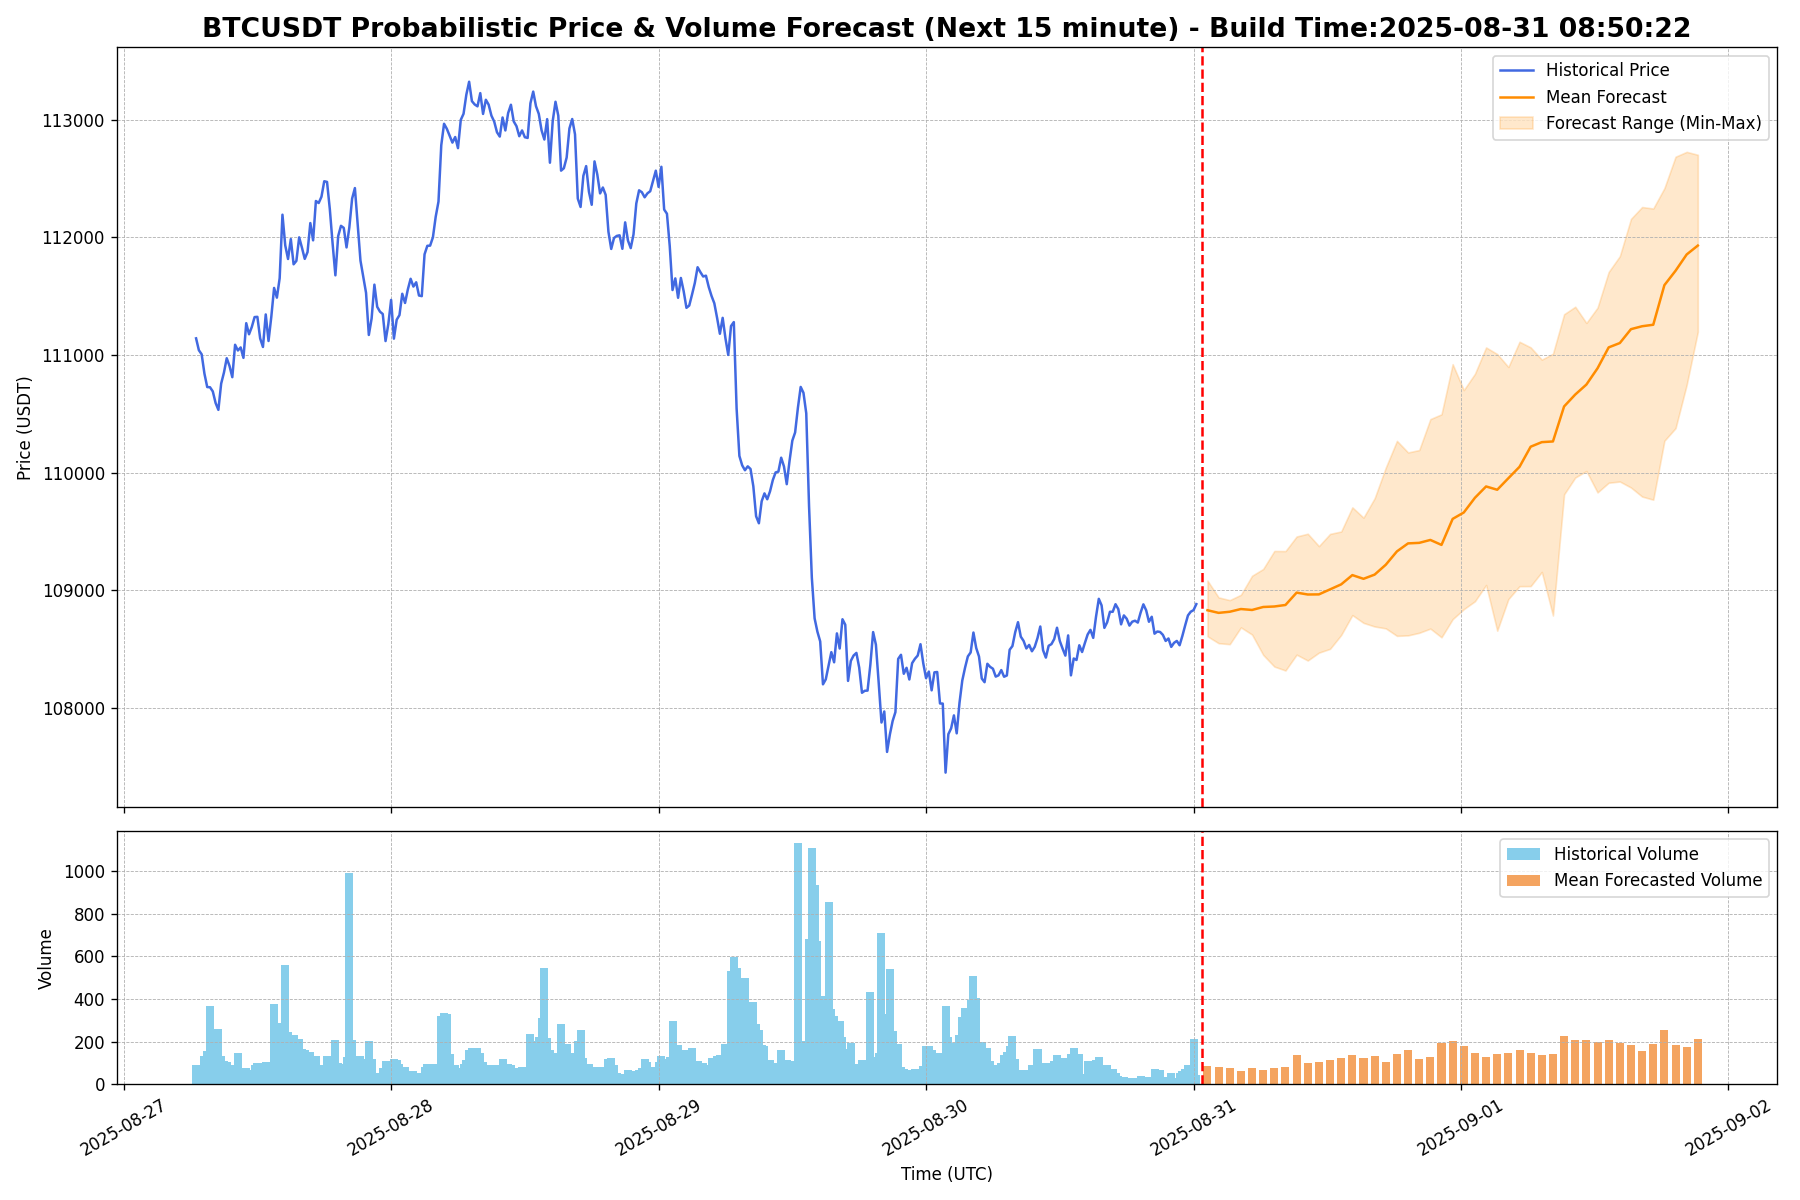 BTCUSDT Probabilistic Price & Volume Forecast (Next 15 minute) - Build Time:2025-08-31 08:50:22
Historical Price
Mean Forecast
Forecast Range (Min-Max)
113000
112000
111000
110000
109000
108000
Price (USDT)
Historical Volume
Mean Forecasted Volume
1000
800
600
400
200
0
Volume
2025-08-27
2025-08-28
2025-08-29
2025-08-30
2025-08-31
2025-09-01
2025-09-02
Time (UTC)